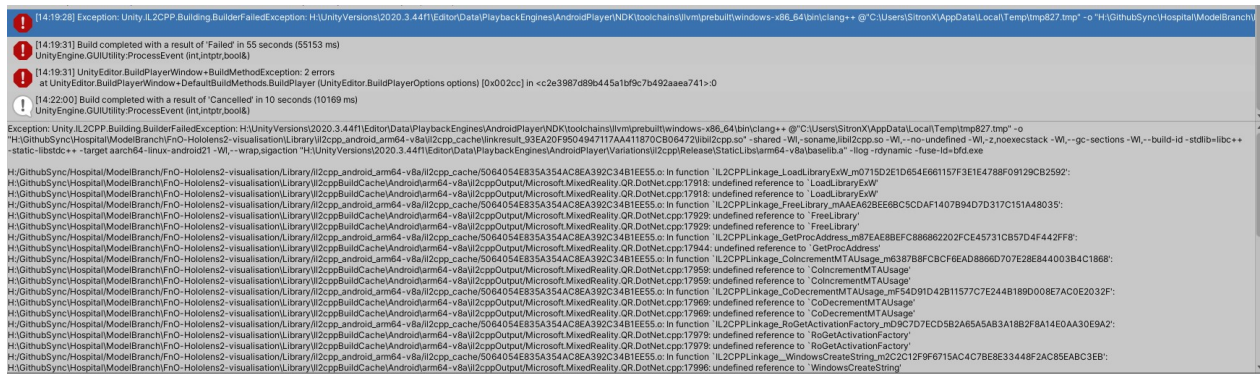 [14:19:28] Exception: Unity.IL2CPP.Building.BuilderFailedException: H:\UnityVersions\2020.3.44f1\Editor\Data\PlaybackEngines\AndroidPlayer\NDK\toolchains\llvm\prebuilt\windows-x86_64\bin\clang++ @"C:\Users\SitronX\AppData\Local\Temp\tmp827.tmp" -o "H:\GithubSync\Hospital\ModelBranch\
[14:19:31] Build completed with a result of 'Failed' in 55 seconds (55153 ms)
UnityEngine.GUIUtility:ProcessEvent (int,intptr,bool&)
[14:19:31] UnityEditor.BuildPlayerWindow+BuildMethodException: 2 errors
at UnityEditor.BuildPlayerWindow+DefaultBuildMethods.BuildPlayer (UnityEditor.BuildPlayerOptions options) [0x002cc] in <c2e3987d89b445a1bf9c7b492aaea741>:0
[14:22:00] Build completed with a result of 'Cancelled' in 10 seconds (10169 ms)
UnityEngine.GUIUtility:ProcessEvent (int,intptr,bool&)
Exception: Unity.IL2CPP.Building.BuilderFailedException: H:\UnityVersions\2020.3.44f1\Editor\Data\PlaybackEngines\AndroidPlayer\NDK\toolchains\llvm\prebuilt\windows-x86_64\bin\clang++ @"C:\Users\SitronX\AppData\Local\Temp\tmp827.tmp" -o
"H:\GithubSync\Hospital\ModelBranch\FnO-Hololens2-visualisation\Library\il2cpp_android_arm64-v8a\il2cpp_cache\linkresult_93EA20F9504947117AA411870CB06472\libil2cpp.so" -shared -Wl,-soname,libil2cpp.so -Wl,--no-undefined -Wl,-z,noexecstack -Wl,--gc-sections -Wl,--build-id -stdlib=libc++
-static-libstdc++ -target aarch64-linux-android21 -Wl,--wrap,sigaction "H:\UnityVersions\2020.3.44f1\Editor\Data\PlaybackEngines\AndroidPlayer\Variations\il2cpp\Release\StaticLibs\arm64-v8a\baselib.a" -llog -rdynamic -fuse-ld=bfd.exe
H:/GithubSync/Hospital/ModelBranch/FnO-Hololens2-visualisation/Library/il2cpp_android_arm64-v8a/il2cpp_cache/5064054E835A354AC8EA392C34B1EE55.o: In function `IL2CPPLinkage_LoadLibraryExW_m0715D2E1D654E661157F3E1E4788F09129CB2592':
H:\GithubSync\Hospital\ModelBranch\FnO-Hololens2-visualisation\Library\Il2cppBuildCache\Android\arm64-v8a\il2cppOutput/Microsoft.MixedReality.QR.DotNet.cpp:17918: undefined reference to `LoadLibraryExW'
H:\GithubSync\Hospital\ModelBranch\FnO-Hololens2-visualisation\Library\Il2cppBuildCache\Android\arm64-v8a\il2cppOutput/Microsoft.MixedReality.QR.DotNet.cpp:17918: undefined reference to `LoadLibraryExW'
H:/GithubSync/Hospital/ModelBranch/FnO-Hololens2-visualisation/Library/il2cpp_android_arm64-v8a/il2cpp_cache/5064054E835A354AC8EA392C34B1EE55.o: In function `IL2CPPLinkage_FreeLibrary_mAAEA62BEE6BC5CDAF1407B94D7D317C151A48035':
H:\GithubSync\Hospital\ModelBranch\FnO-Hololens2-visualisation\Library\Il2cppBuildCache\Android\arm64-v8a\il2cppOutput/Microsoft.MixedReality.QR.DotNet.cpp:17929: undefined reference to `FreeLibrary'
H:\GithubSync\Hospital\ModelBranch\FnO-Hololens2-visualisation\Library\Il2cppBuildCache\Android\arm64-v8a\il2cppOutput/Microsoft.MixedReality.QR.DotNet.cpp:17929: undefined reference to `FreeLibrary'
H:/GithubSync/Hospital/ModelBranch/FnO-Hololens2-visualisation/Library/il2cpp_android_arm64-v8a/il2cpp_cache/5064054E835A354AC8EA392C34B1EE55.o: In function `IL2CPPLinkage_GetProcAddress_m87EAE8BEFC886862202FCE45731CB57D4F442FF8':
H:\GithubSync\Hospital\ModelBranch\FnO-Hololens2-visualisation\Library\Il2cppBuildCache\Android\arm64-v8a\il2cppOutput/Microsoft.MixedReality.QR.DotNet.cpp:17944: undefined reference to `GetProcAddress'
H:/GithubSync/Hospital/ModelBranch/FnO-Hololens2-visualisation/Library/il2cpp_android_arm64-v8a/il2cpp_cache/5064054E835A354AC8EA392C34B1EE55.o: In function `IL2CPPLinkage_CoIncrementMTAUsage_m6387B8FCBCF6EAD8866D707E28E844003B4C1868':
H:\GithubSync\Hospital\ModelBranch\FnO-Hololens2-visualisation\Library\Il2cppBuildCache\Android\arm64-v8a\il2cppOutput/Microsoft.MixedReality.QR.DotNet.cpp:17959: undefined reference to `CoIncrementMTAUsage'
H:\GithubSync\Hospital\ModelBranch\FnO-Hololens2-visualisation\Library\Il2cppBuildCache\Android\arm64-v8a\il2cppOutput/Microsoft.MixedReality.QR.DotNet.cpp:17959: undefined reference to `CoIncrementMTAUsage'
H:/GithubSync/Hospital/ModelBranch/FnO-Hololens2-visualisation/Library/il2cpp_android_arm64-v8a/il2cpp_cache/5064054E835A354AC8EA392C34B1EE55.o: In function `IL2CPPLinkage_CoDecrementMTAUsage_mF54D91D42B11577C7E244B189D008E7AC0E2032F':
H:\GithubSync\Hospital\ModelBranch\FnO-Hololens2-visualisation\Library\Il2cppBuildCache\Android\arm64-v8a\il2cppOutput/Microsoft.MixedReality.QR.DotNet.cpp:17969: undefined reference to `CoDecrementMTAUsage'
H:\GithubSync\Hospital\ModelBranch\FnO-Hololens2-visualisation\Library\Il2cppBuildCache\Android\arm64-v8a\il2cppOutput/Microsoft.MixedReality.QR.DotNet.cpp:17969: undefined reference to `CoDecrementMTAUsage'
H:/GithubSync/Hospital/ModelBranch/FnO-Hololens2-visualisation/Library/il2cpp_android_arm64-v8a/il2cpp_cache/5064054E835A354AC8EA392C34B1EE55.o: In function `IL2CPPLinkage_RoGetActivationFactory_mD9C7D7ECD5B2A65A5AB3A18B2F8A14E0AA30E9A2':
H:\GithubSync\Hospital\ModelBranch\FnO-Hololens2-visualisation\Library\Il2cppBuildCache\Android\arm64-v8a\il2cppOutput/Microsoft.MixedReality.QR.DotNet.cpp:17979: undefined reference to `RoGetActivationFactory'
H:\GithubSync\Hospital\ModelBranch\FnO-Hololens2-visualisation\Library\Il2cppBuildCache\Android\arm64-v8a\il2cppOutput/Microsoft.MixedReality.QR.DotNet.cpp:17979: undefined reference to `RoGetActivationFactory'
H:/GithubSync/Hospital/ModelBranch/FnO-Hololens2-visualisation/Library/il2cpp_android_arm64-v8a/il2cpp_cache/5064054E835A354AC8EA392C34B1EE55.o: In function `IL2CPPLinkage__WindowsCreateString_m2C2C12F9F6715AC4C7BE8E33448F2AC85EABC3EB':
H:\GithubSync\Hospital\ModelBranch\FnO-Hololens2-visualisation\Library\Il2cppBuildCache\Android\arm64-v8a\il2cppOutput/Microsoft.MixedReality.QR.DotNet.cpp:17996: undefined reference to `WindowsCreateString'